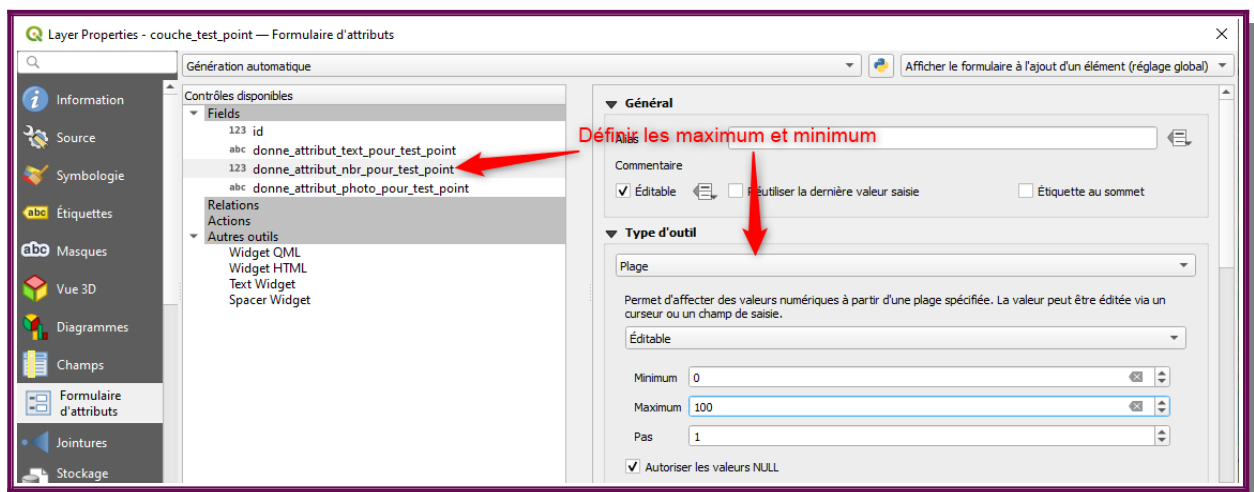 Layer Properties - couche_test_point — Formulaire d'attributs
Génération automatique
Afficher le formulaire à l'ajout d'un élément (réglage global)
Information
Source
Symbologie
abc Étiquettes
abc Masques
Vue 3D
Diagrammes
Champs
Formulaire
d'attributs
Jointures
Stockage
Contrôles disponibles
Fields
123 id
abc donne_attribut_text_pour_test_point
123 donne_attribut_nbr_pour_test_point
abc donne_attribut_photo_pour_test_point
Relations
Actions
Autres outils
Widget QML
Widget HTML
Text Widget
Spacer Widget
Définir les maximum et minimum
Général
Alias
Commentaire
Éditable
Réutiliser la dernière valeur saisie
Étiquette au sommet
Type d'outil
Plage
Permet d'affecter des valeurs numériques à partir d'une plage spécifiée. La valeur peut être éditée via un
curseur ou un champ de saisie.
Éditable
Minimum 0
Maximum 100
Pas 1
Autoriser les valeurs NULL